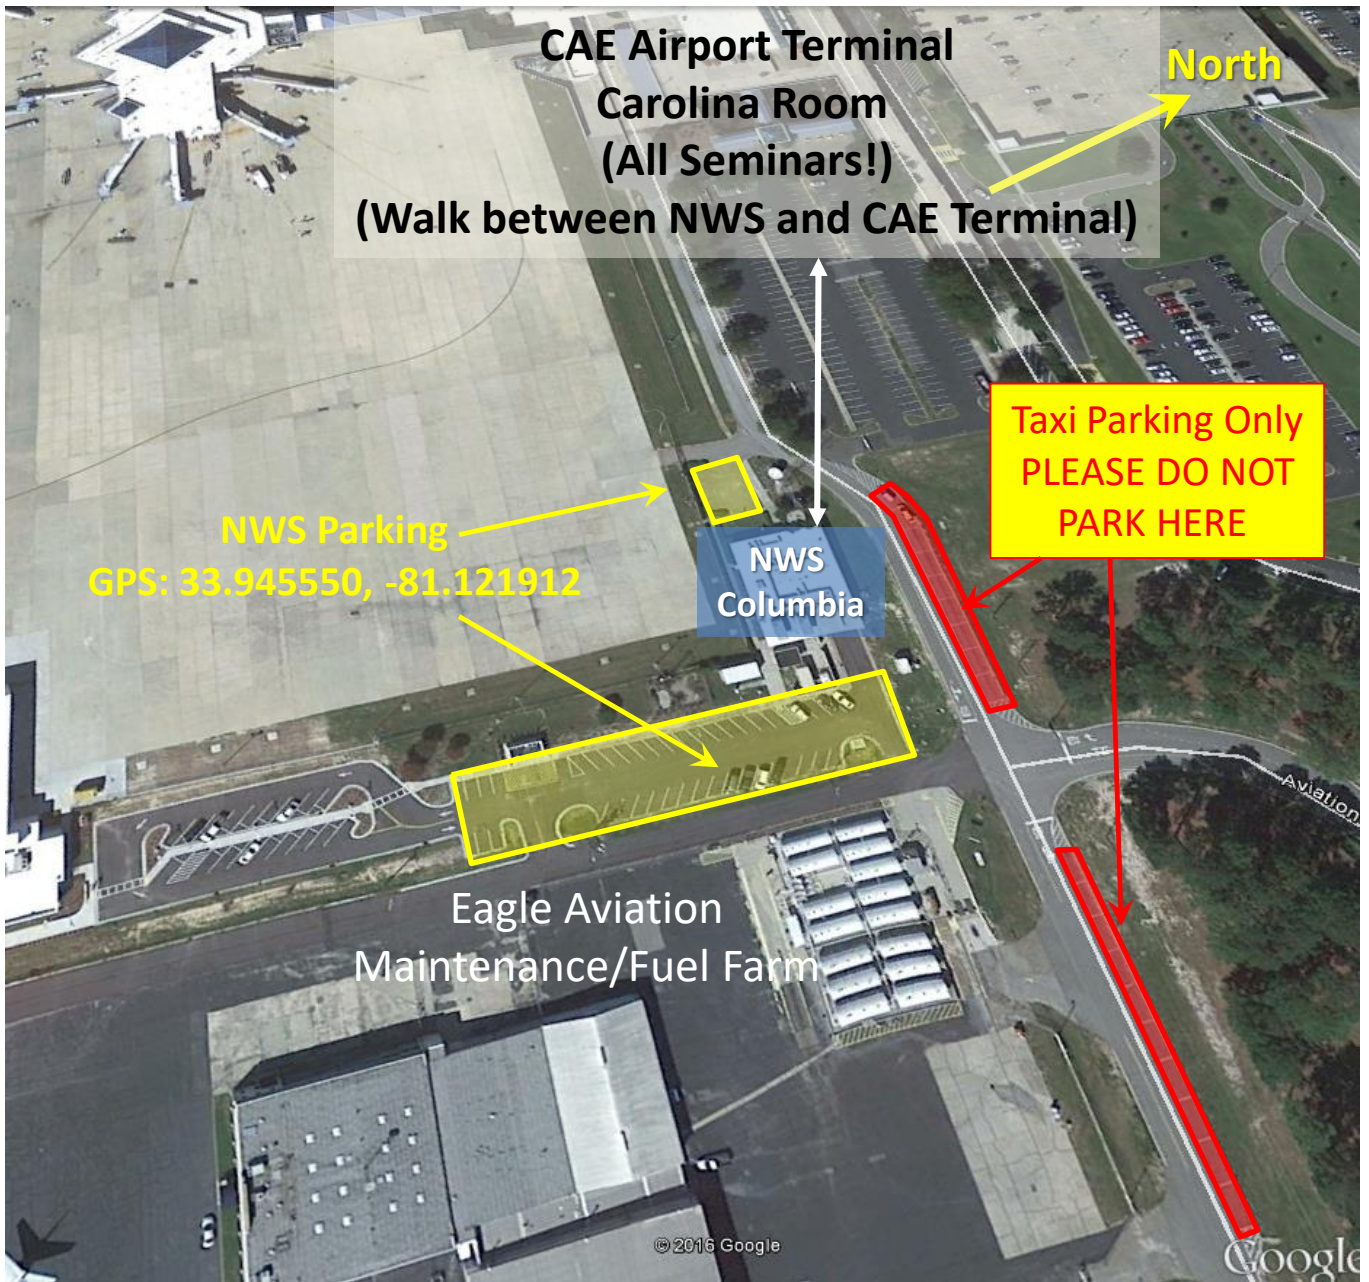 CAE Airport Terminal
Carolina Room
(All Seminars!)
(Walk between NWS and CAE Terminal)
North
Taxi Parking Only
PLEASE DO NOT
PARK HERE
NWS Parking
GPS: 33.945550, -81.121912
NWS
Columbia
Aviation
Eagle Aviation
Maintenance/Fuel Farm
© 2016 Google
Google